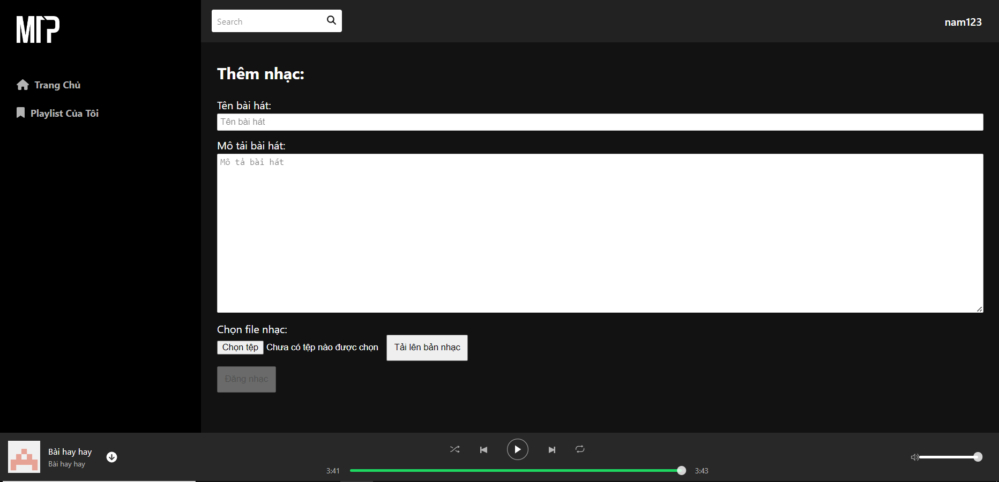 MTP
Search
nam123
Trang Chủ
Playlist Của Tôi
Thêm nhạc:
Tên bài hát:
Tên bài hát
Mô tải bài hát:
Mô tả bài hát
Chọn file nhạc:
Chọn tệp Chưa có tệp nào được chọn Tải lên bản nhạc
Đăng nhạc
Bài hay hay
Bài hay hay
3:41 3:43